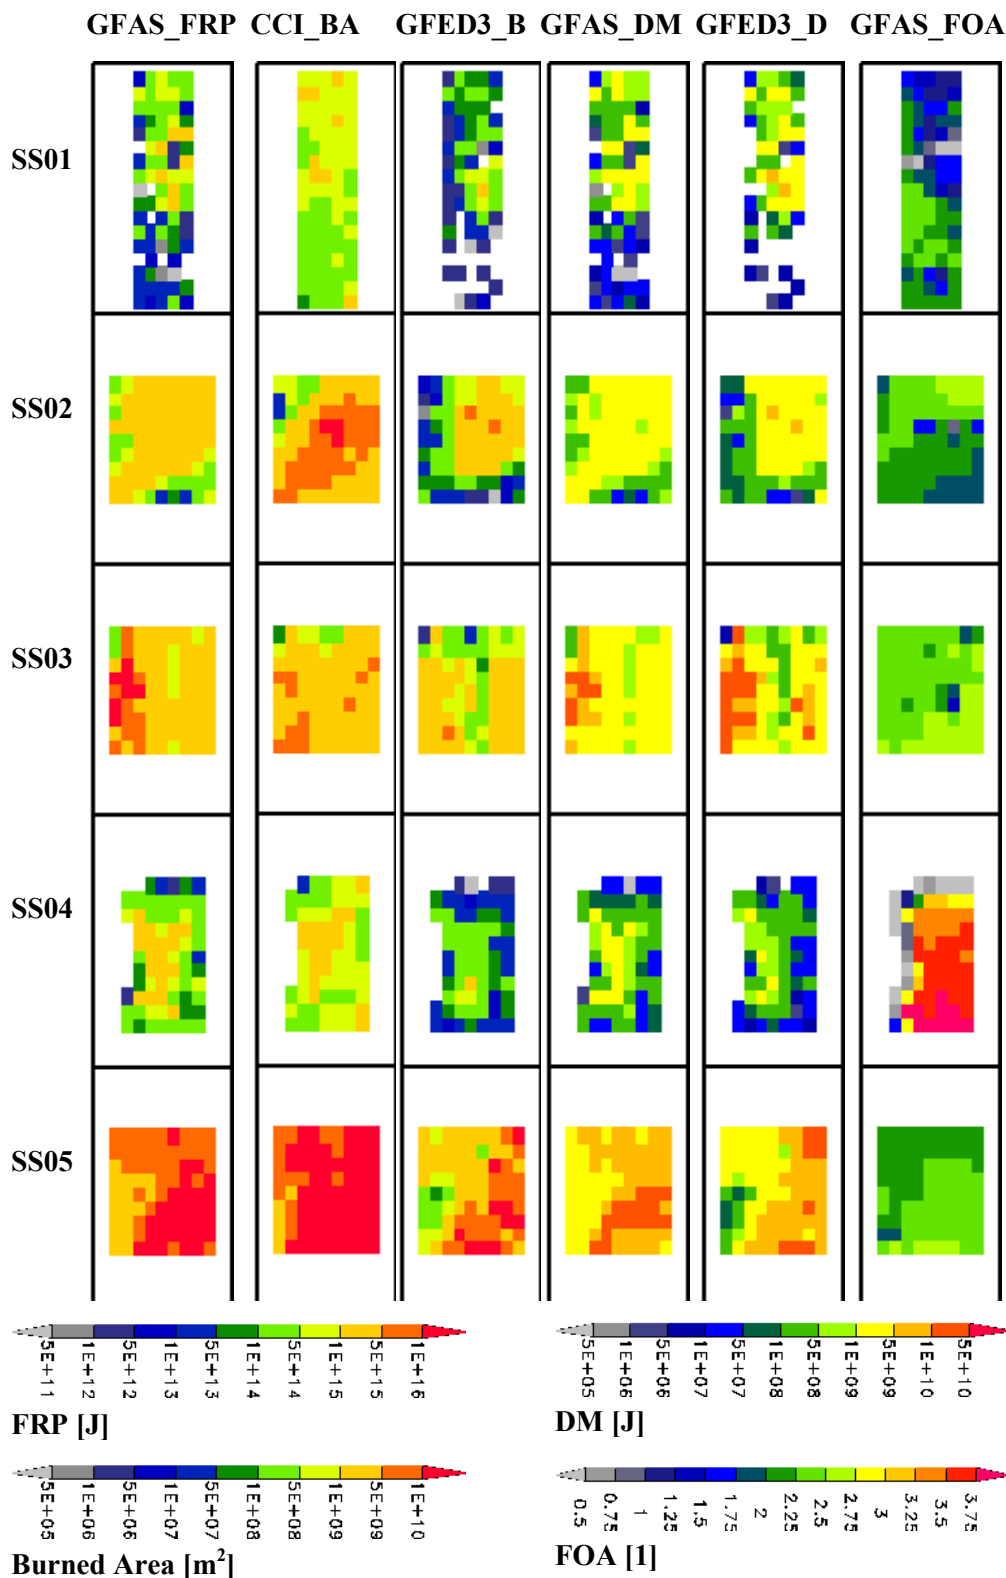 GFAS_FRP CCI_BA GFED3_B GFAS_DM GFED3_D GFAS_FOA
SS01
SS02
SS03
SS04
SS05
5E+11 1E+12 5E+12 1E+13 5E+13 1E+14 5E+14 1E+15 5E+15 1E+16
FRP [J]
5E+05 1E+06 5E+06 1E+07 5E+07 1E+08 5E+08 1E+09 5E+09 1E+10 5E+10
DM [J]
5E+05 1E+06 5E+06 1E+07 5E+07 1E+08 5E+08 1E+09 5E+09 1E+10
Burned Area [m²]
0.5 0.75 1 1.25 1.5 1.75 2 2.25 2.5 2.75 3 3.25 3.5 3.75
FOA [1]